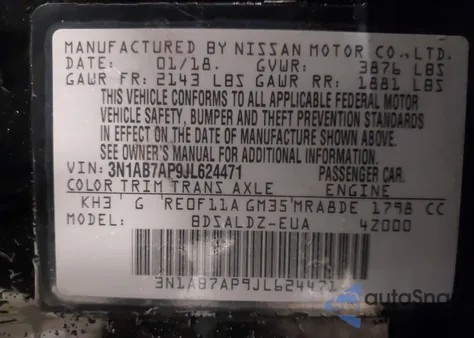 MANUFACTURED BY NISSAN MOTOR CO., LTD.
DATE: 01/18. GVWR: 3876 LBS
GAWR FR: 2143 LBS GAWR RR: 1881 LBS
THIS VEHICLE CONFORMS TO ALL APPLICABLE FEDERAL MOTOR
VEHICLE SAFETY, BUMPER AND THEFT PREVENTION STANDARDS
IN EFFECT ON THE DATE OF MANUFACTURE SHOWN ABOVE.
SEE OWNER'S MANUAL FOR ADDITIONAL INFORMATION.
VIN: 3N1AB7AP9JL624471 PASSENGER CAR.
COLOR TRIM TRANS AXLE ENGINE
KH3 G RE0F11A GM35 MRA8DE 1798 CC
MODEL: BDSALDZ-EUA 42000
3N1AB7AP9JL624471
autoSna